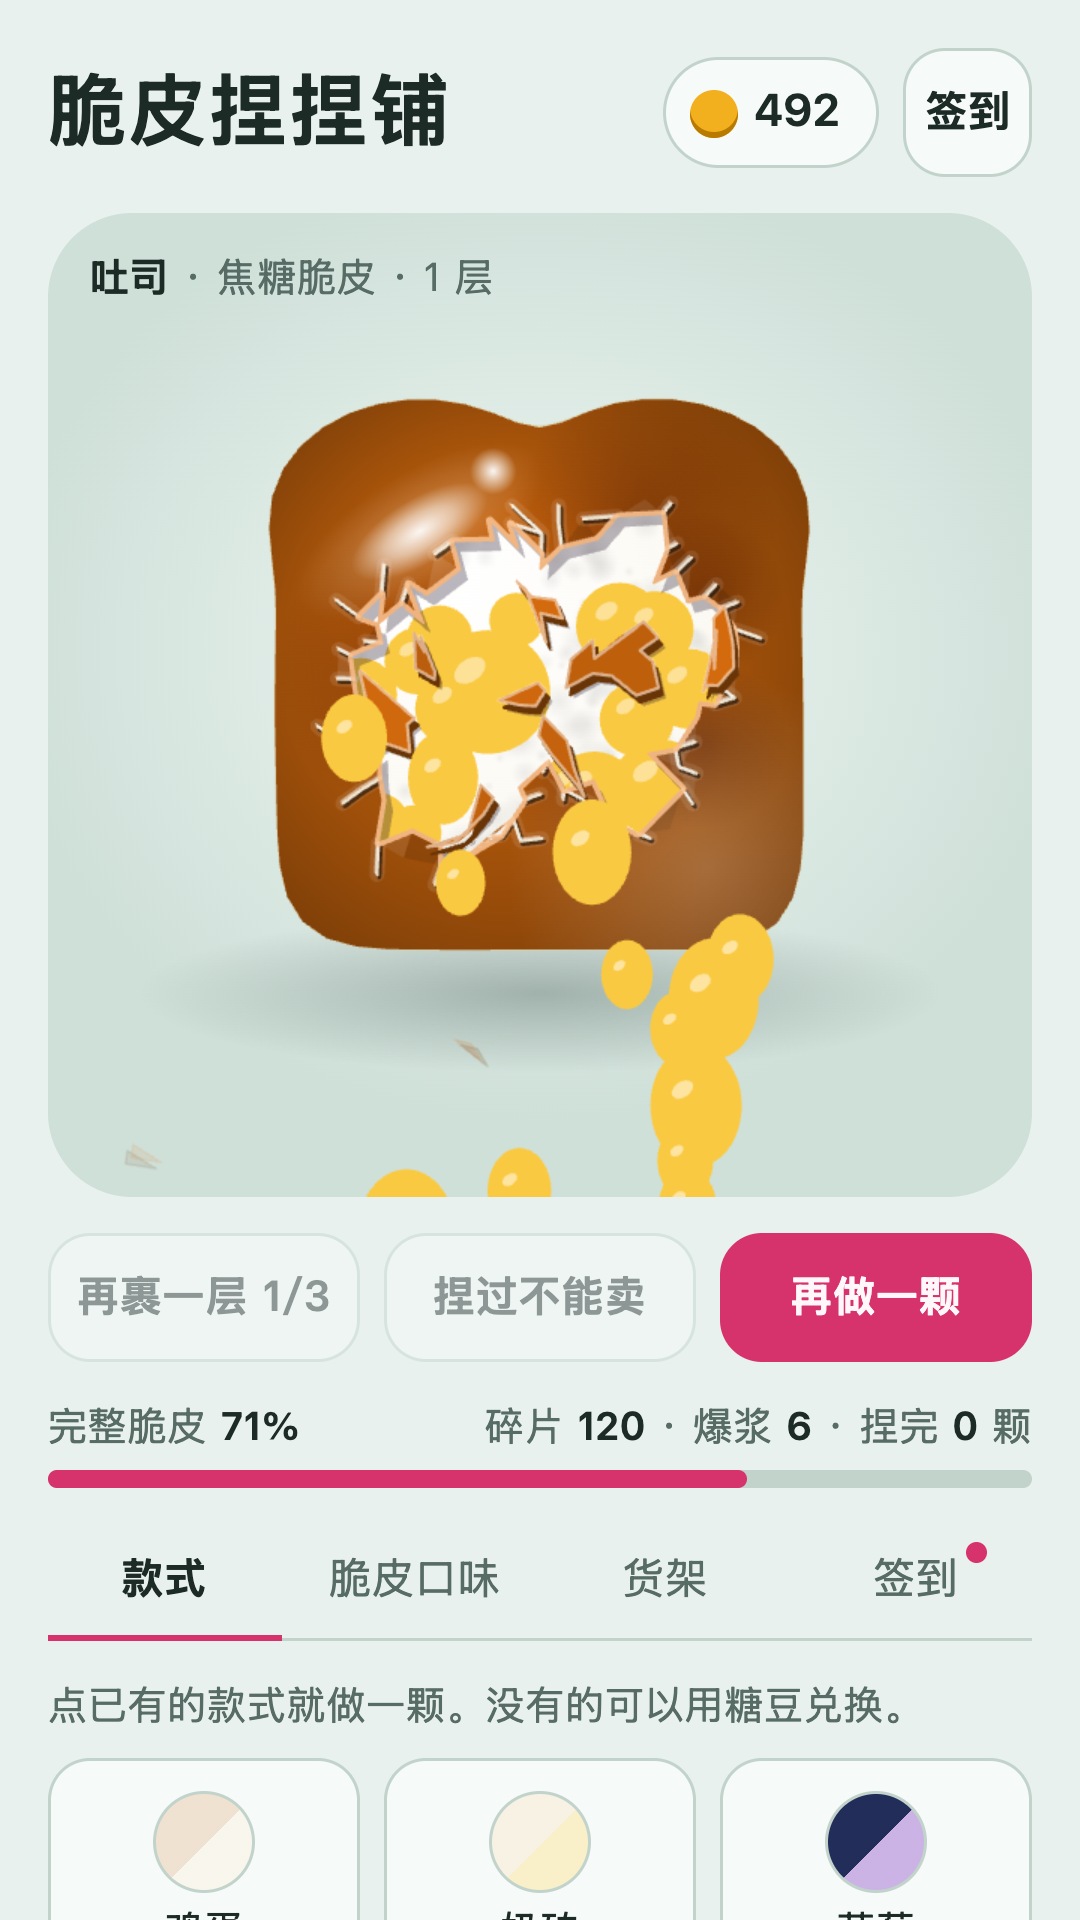 脆皮捏捏铺
492
签到
吐司 · 焦糖脆皮 · 1 层
再裹一层 1/3
捏过不能卖
再做一颗
完整脆皮 71%
碎片 120 · 爆浆 6 · 捏完 0 颗
款式
脆皮口味
货架
签到
点已有的款式就做一颗。没有的可以用糖豆兑换。